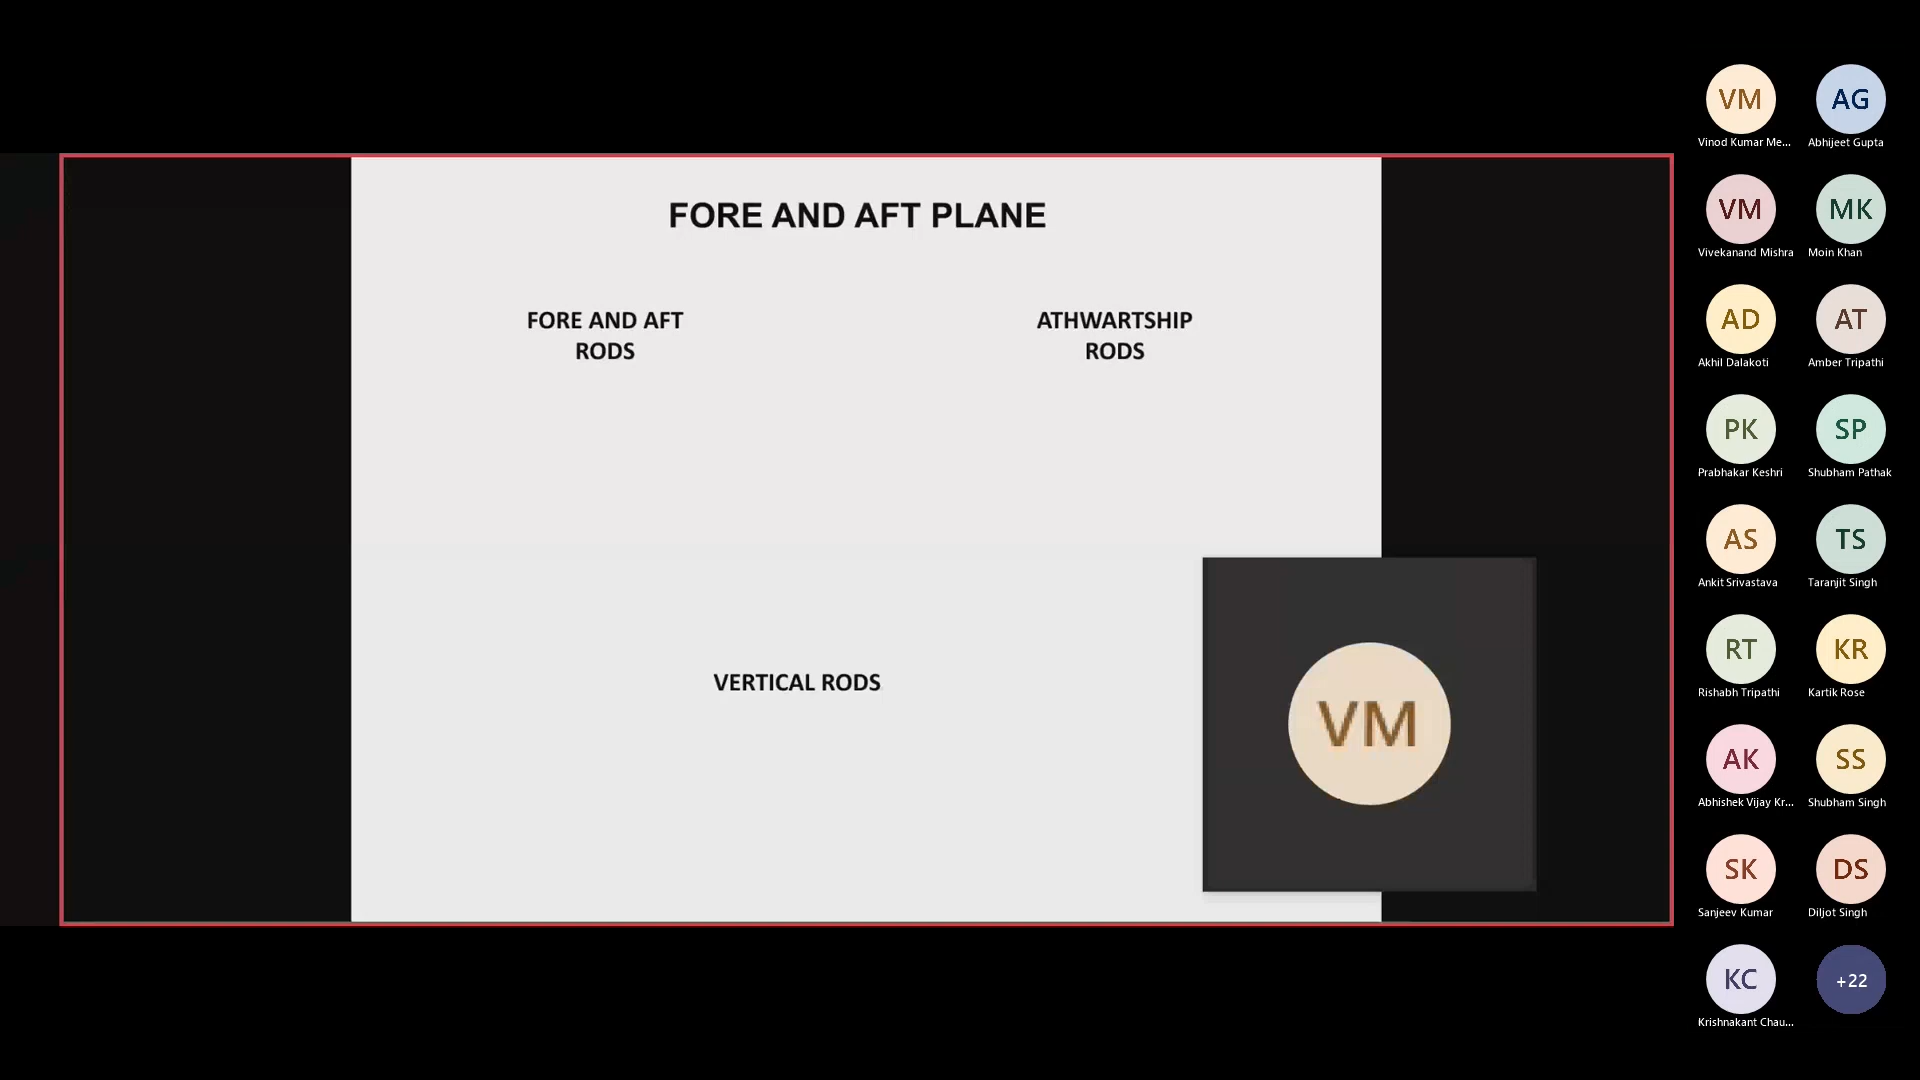 FORE AND AFT PLANE
FORE AND AFT
RODS
ATHWARTSHIP
RODS
VERTICAL RODS
VM
VM
Vinod Kumar Me...
AG
Abhijeet Gupta
VM
Vivekanand Mishra
MK
Moin Khan
AD
Akhil Dalakoti
AT
Amber Tripathi
PK
Prabhakar Keshri
SP
Shubham Pathak
AS
Ankit Srivastava
TS
Taranjit Singh
RT
Rishabh Tripathi
KR
Kartik Rose
AK
Abhishek Vijay Kr...
SS
Shubham Singh
SK
Sanjeev Kumar
DS
Diljot Singh
KC
Krishnakant Chau...
+22